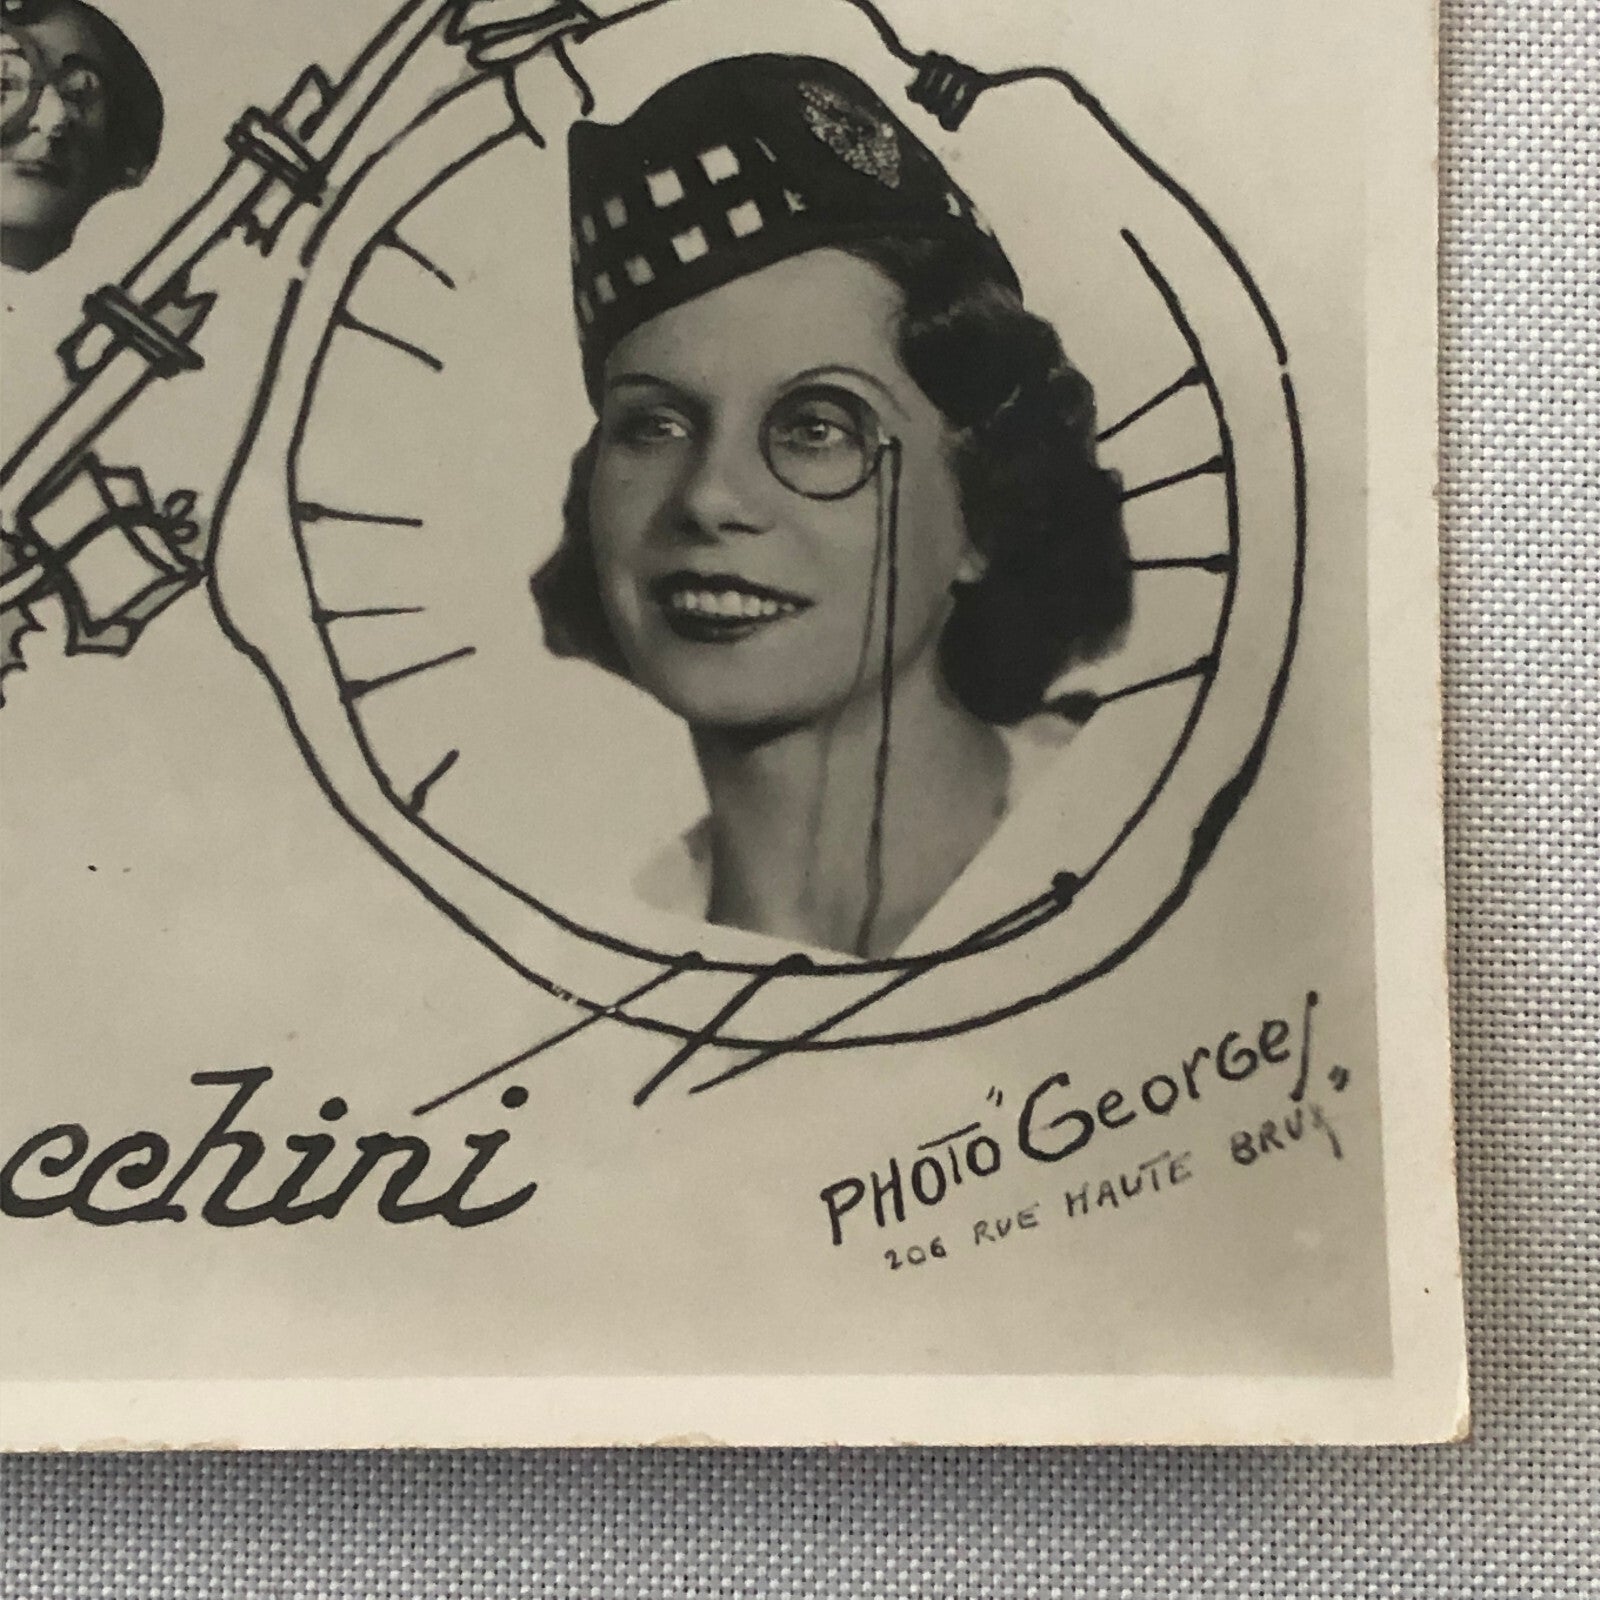 cchini
PHOTO "Georges"
206 RUE HAUTE BRUX